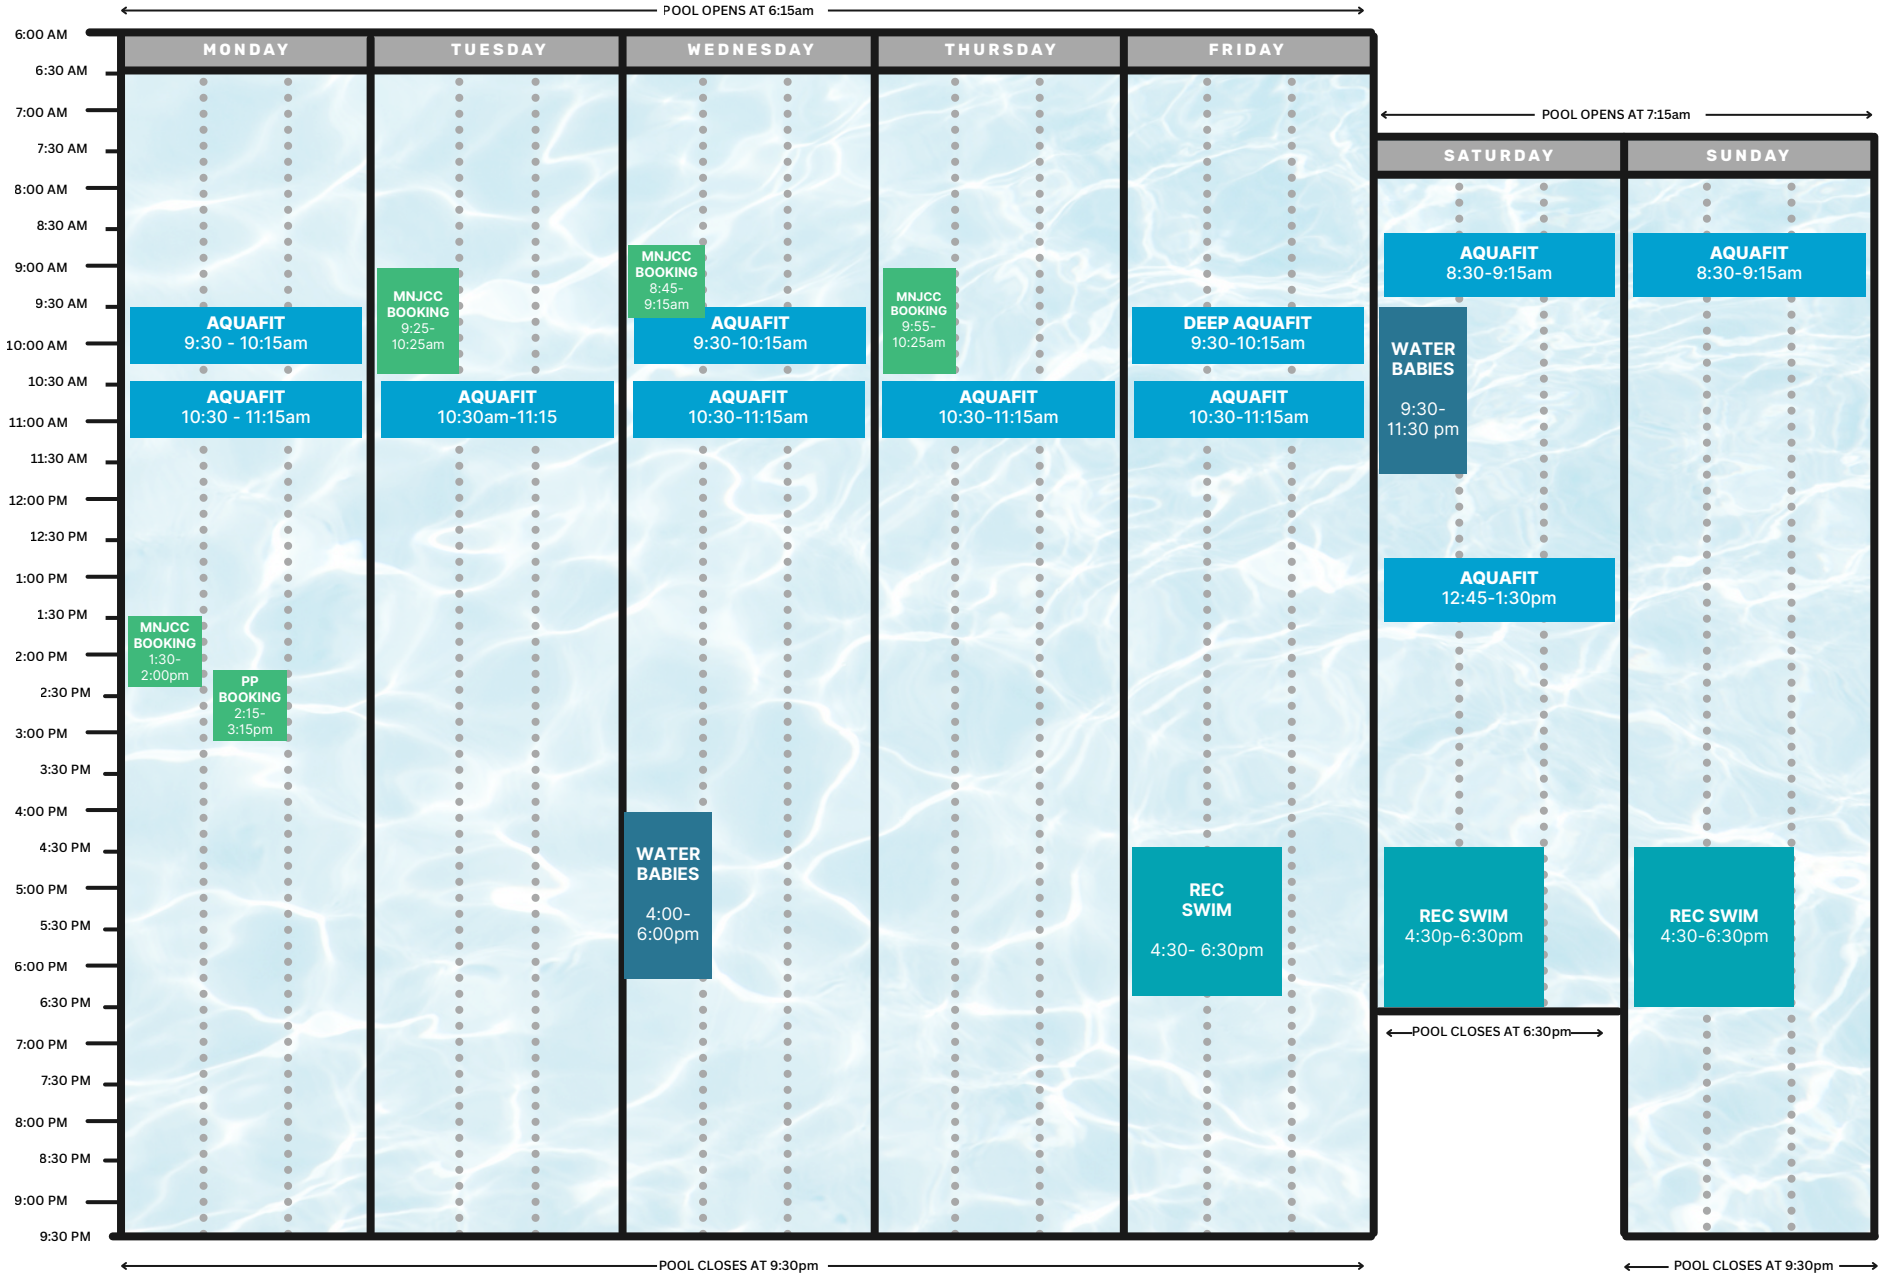 POOL OPENS AT 6:15am
6:00 AM
6:30 AM
7:00 AM
7:30 AM
8:00 AM
8:30 AM
9:00 AM
9:30 AM
10:00 AM
10:30 AM
11:00 AM
11:30 AM
12:00 PM
12:30 PM
1:00 PM
1:30 PM
2:00 PM
2:30 PM
3:00 PM
3:30 PM
4:00 PM
4:30 PM
5:00 PM
5:30 PM
6:00 PM
6:30 PM
7:00 PM
7:30 PM
8:00 PM
8:30 PM
9:00 PM
9:30 PM
MONDAY
AQUAFIT
9:30 - 10:15am
AQUAFIT
10:30 - 11:15am
MNJCC
BOOKING
1:30-
2:00pm
PP
BOOKING
2:15-
3:15pm
TUESDAY
MNJCC
BOOKING
9:25-
10:25am
AQUAFIT
10:30am-11:15
WEDNESDAY
MNJCC
BOOKING
8:45-
9:15am
AQUAFIT
9:30-10:15am
AQUAFIT
10:30-11:15am
WATER
BABIES
4:00-
6:00pm
THURSDAY
MNJCC
BOOKING
9:55-
10:25am
AQUAFIT
10:30-11:15am
FRIDAY
DEEP AQUAFIT
9:30-10:15am
AQUAFIT
10:30-11:15am
REC
SWIM
4:30- 6:30pm
POOL OPENS AT 7:15am
SATURDAY
AQUAFIT
8:30-9:15am
WATER
BABIES
9:30-
11:30 pm
AQUAFIT
12:45-1:30pm
REC SWIM
4:30p-6:30pm
POOL CLOSES AT 6:30pm
SUNDAY
AQUAFIT
8:30-9:15am
REC SWIM
4:30-6:30pm
POOL CLOSES AT 9:30pm
POOL CLOSES AT 9:30pm